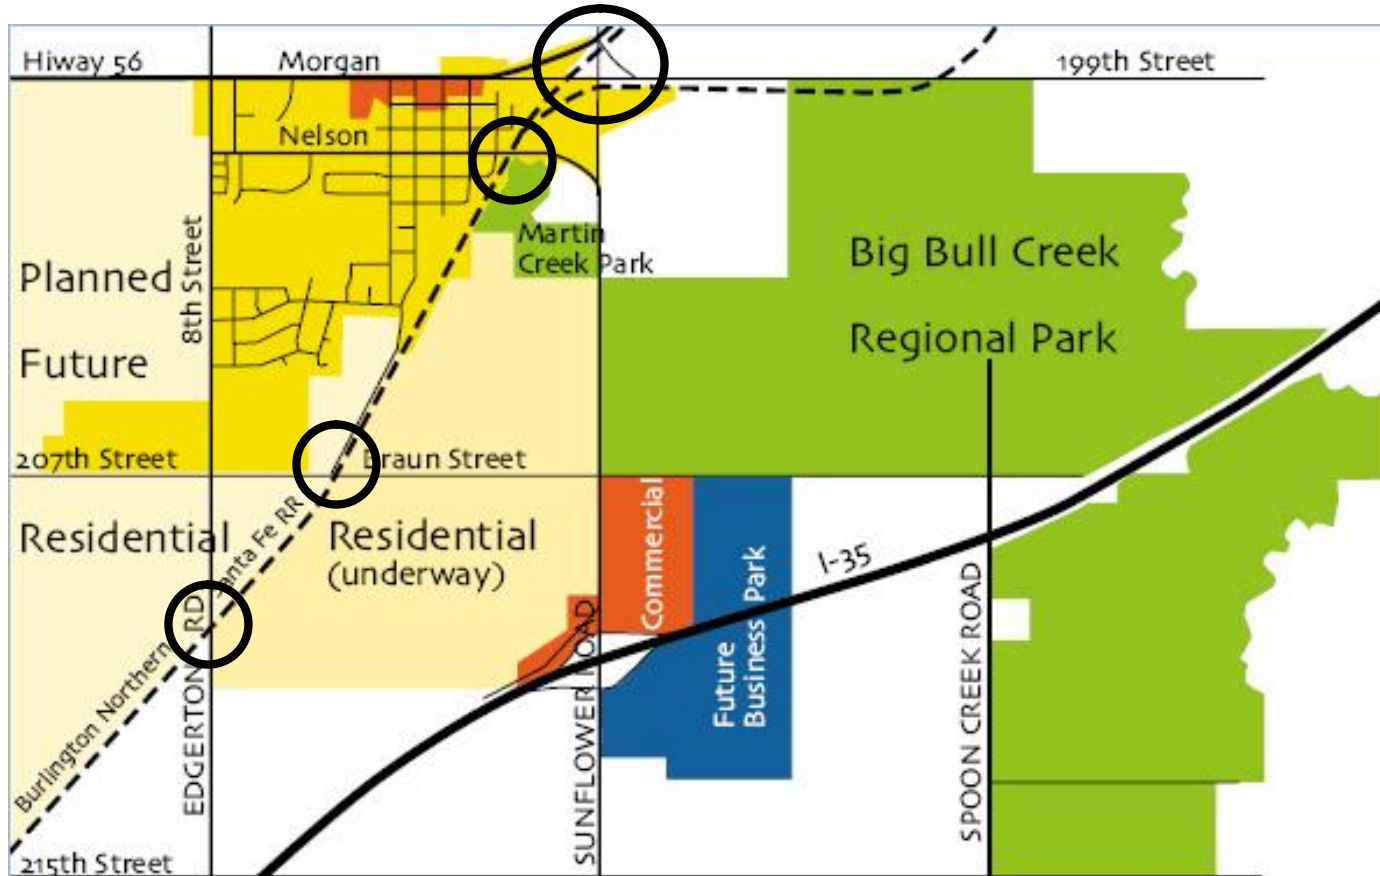 Hiway 56
Morgan
199th Street
Nelson
8th Street
Martin
Creek Park
Planned
Future
Big Bull Creek
Regional Park
207th Street
Braun Street
Residential
Residential
(underway)
Burlington Northern Santa Fe RR
EDGERTON RD
SUNFLOWER ROAD
Commercial
Future
Business Park
I-35
SPOON CREEK ROAD
215th Street